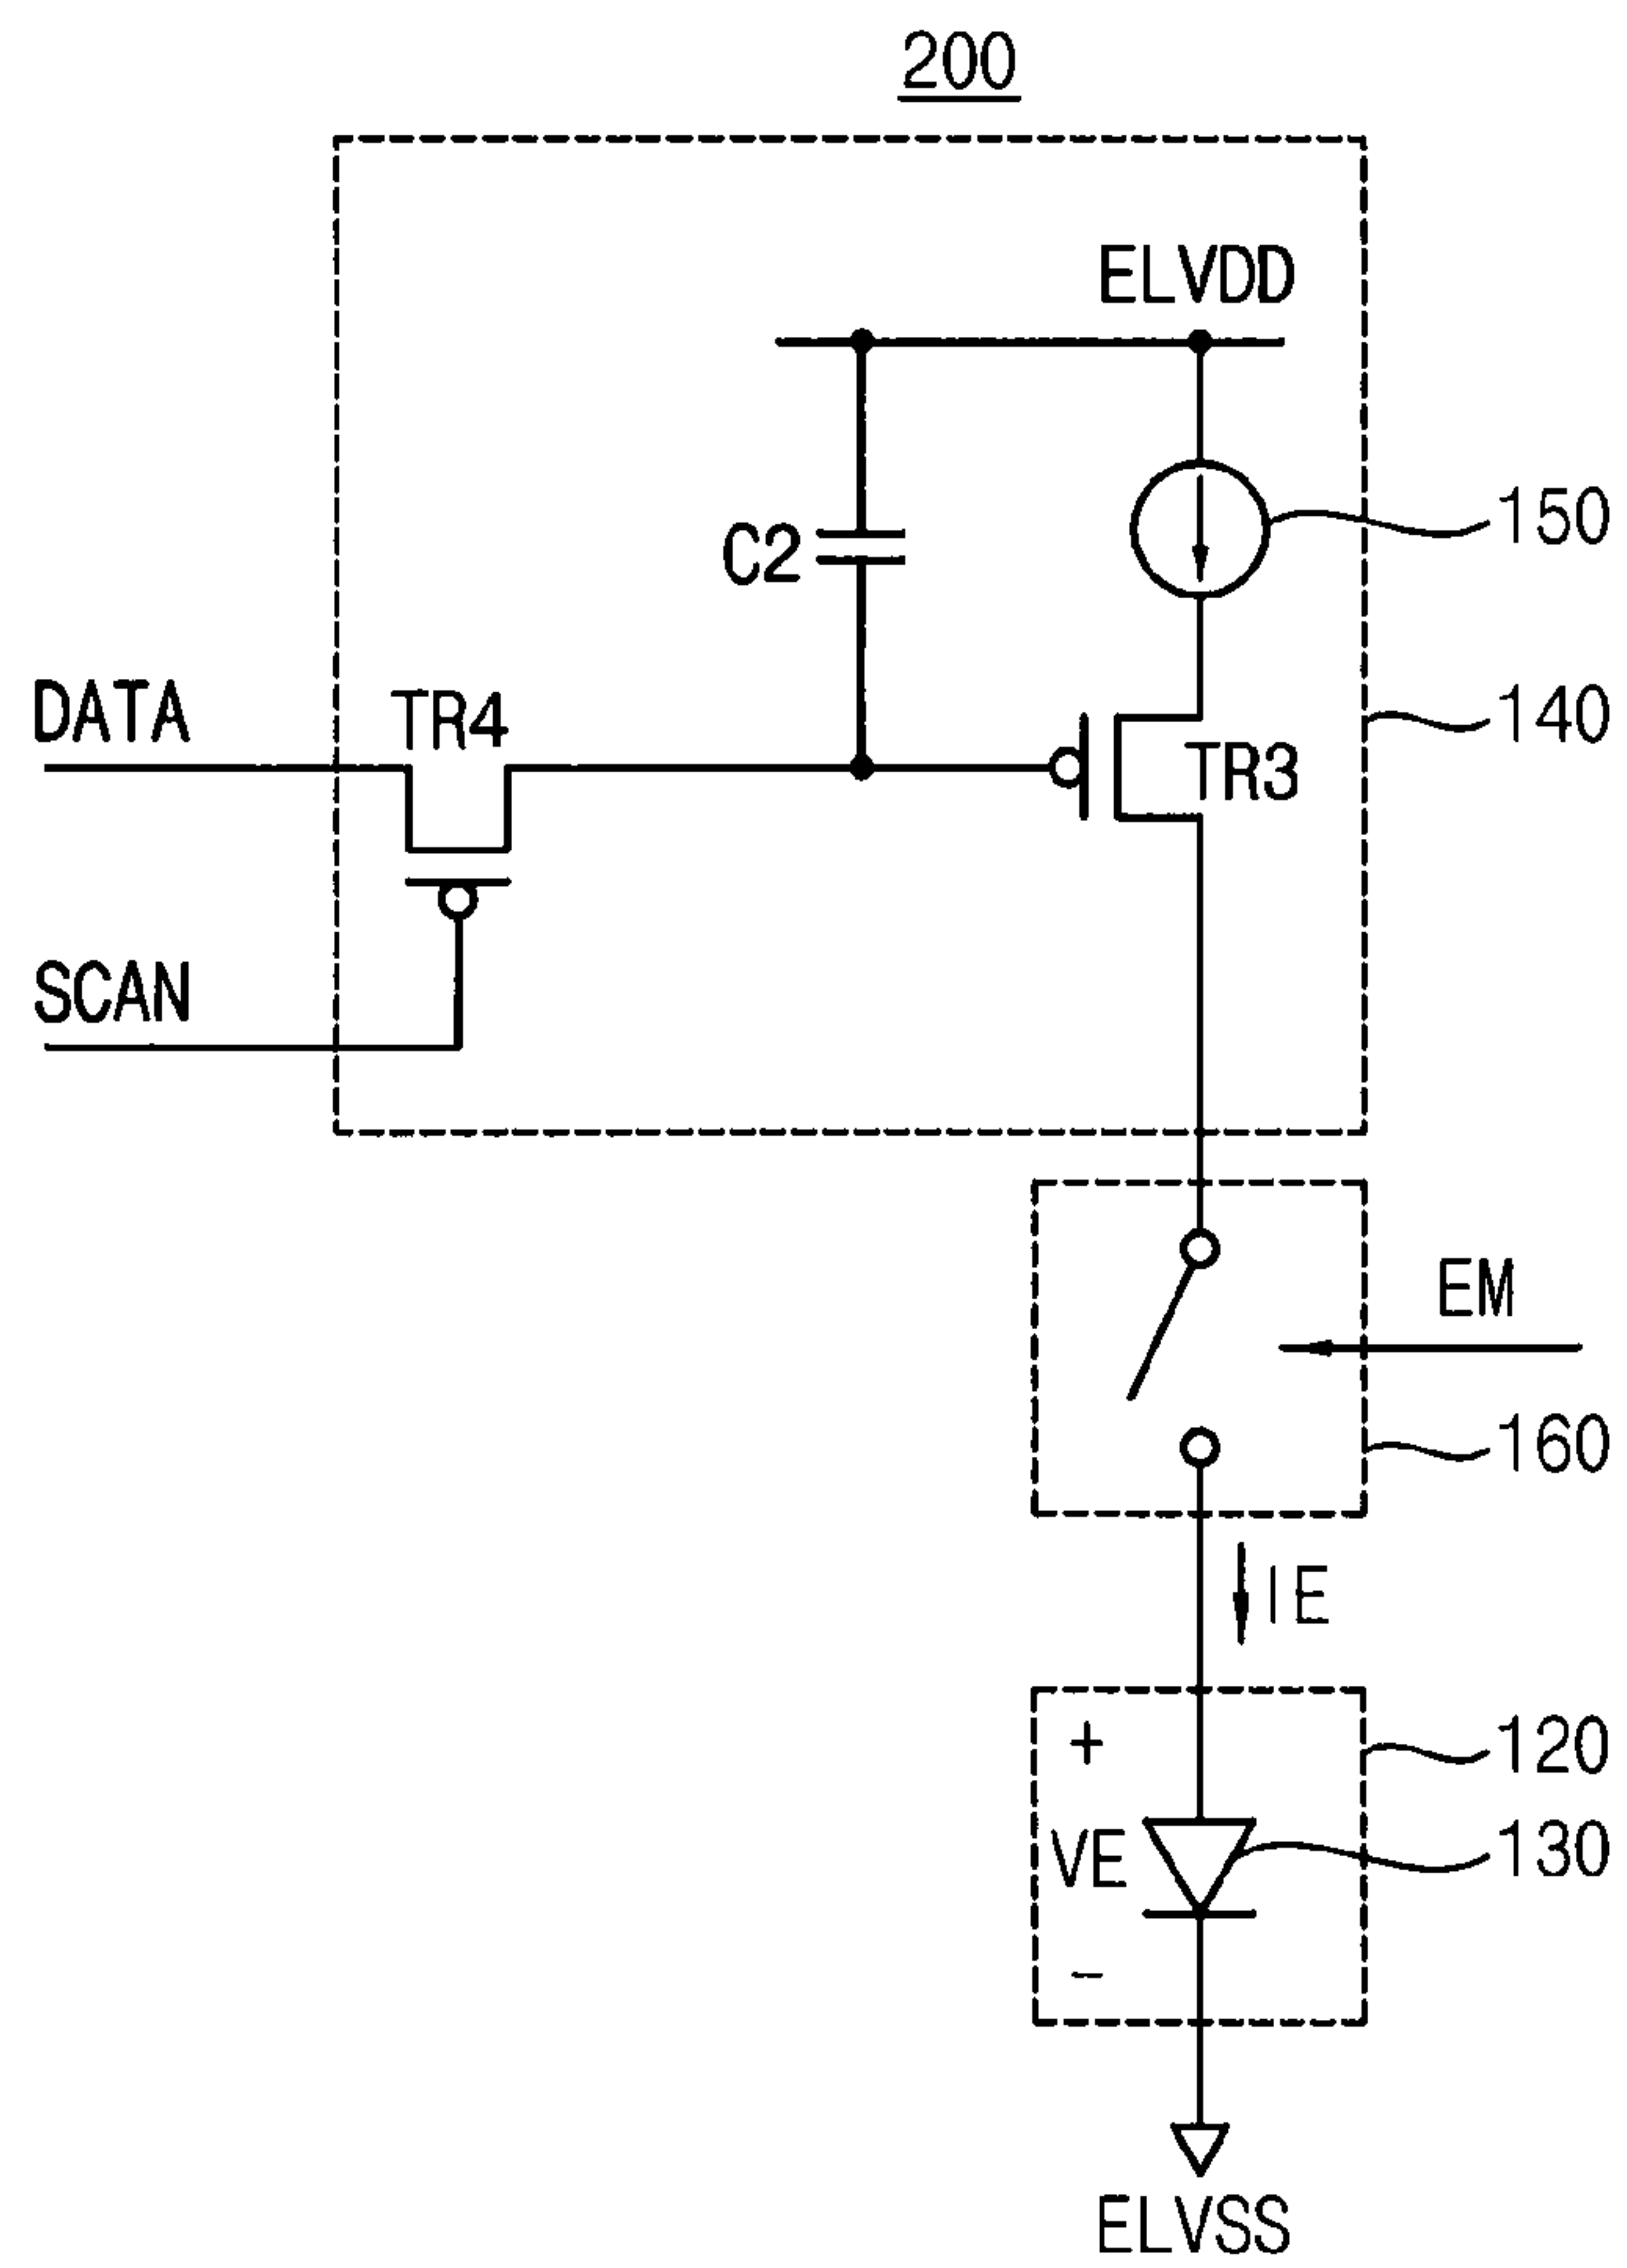 200
ELVDD
150
C2
DATA
TR4
140
TR3
SCAN
EM
160
IE
+
120
VE
130
-
ELVSS